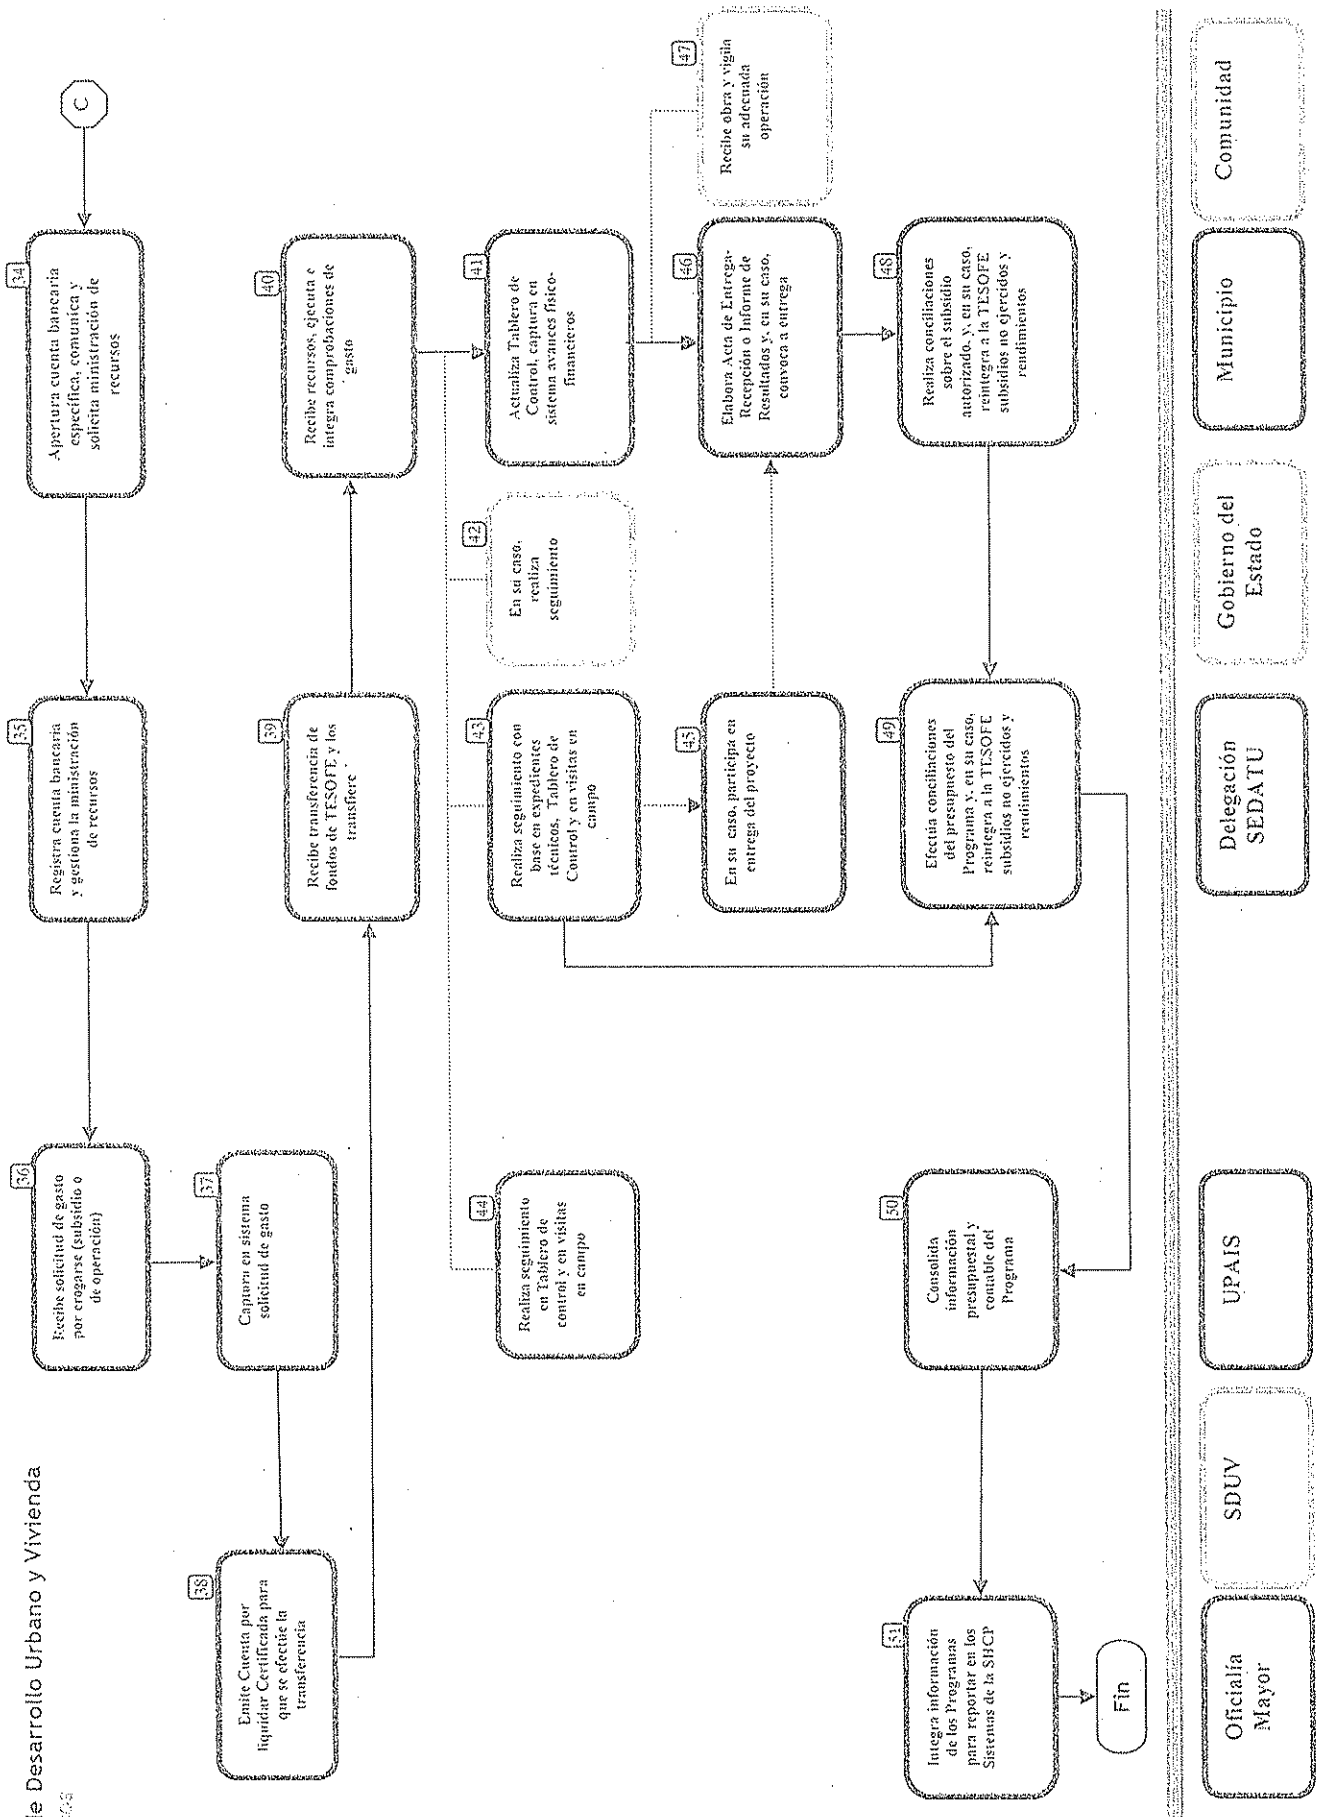 le Desarrollo Urbano y Vivienda
C
34
Apertura cuenta bancaria
específica, comunica y
solicita ministración de
recursos
35
Registra cuenta bancaria
y gestiona la ministración
de recursos
36
Recibe solicitud de gasto
por erogarse (subsidio o
de operación)
37
Captura en sistema
solicitud de gasto
38
Emite Cuenta por
liquidar Certificada para
que se efectúe la
transferencia
39
Recibe transferencia de
fondos de TESOFE y los
transfiere
40
Recibe recursos, ejecuta e
integra comprobaciones de
gasto
41
Actualiza Tablero de
Control, captura en
sistema avances físico-
financieros
42
En su caso,
realiza
seguimiento
43
Realiza seguimiento con
base en expedientes
técnicos, Tablero de
Control y en visitas en
campo
44
Realiza seguimiento
en Tablero de
control y en visitas
en campo
45
En su caso, participa en
entrega del proyecto
46
Elabora Acta de Entrega-
Recepción o Informe de
Resultados y, en su caso,
convoca a entrega
47
Recibe obra y vigila
su adecuada
operación
48
Realiza conciliaciones
sobre el subsidio
autorizado, y, en su caso,
reintegra a la TESOFE
subsidios no ejercidos y
rendimientos
49
Efectúa conciliaciones
del presupuesto del
Programa y, en su caso,
reintegra a la TESOFE
subsidios no ejercidos y
rendimientos
50
Consolida
información
presupuestal y
contable del
Programa
51
Integra información
de los Programas
para reportar en los
Sistemas de la SHCP
Fin
Oficialía
Mayor
SDUV
UPAIS
Delegación
SEDATU
Gobierno del
Estado
Municipio
Comunidad